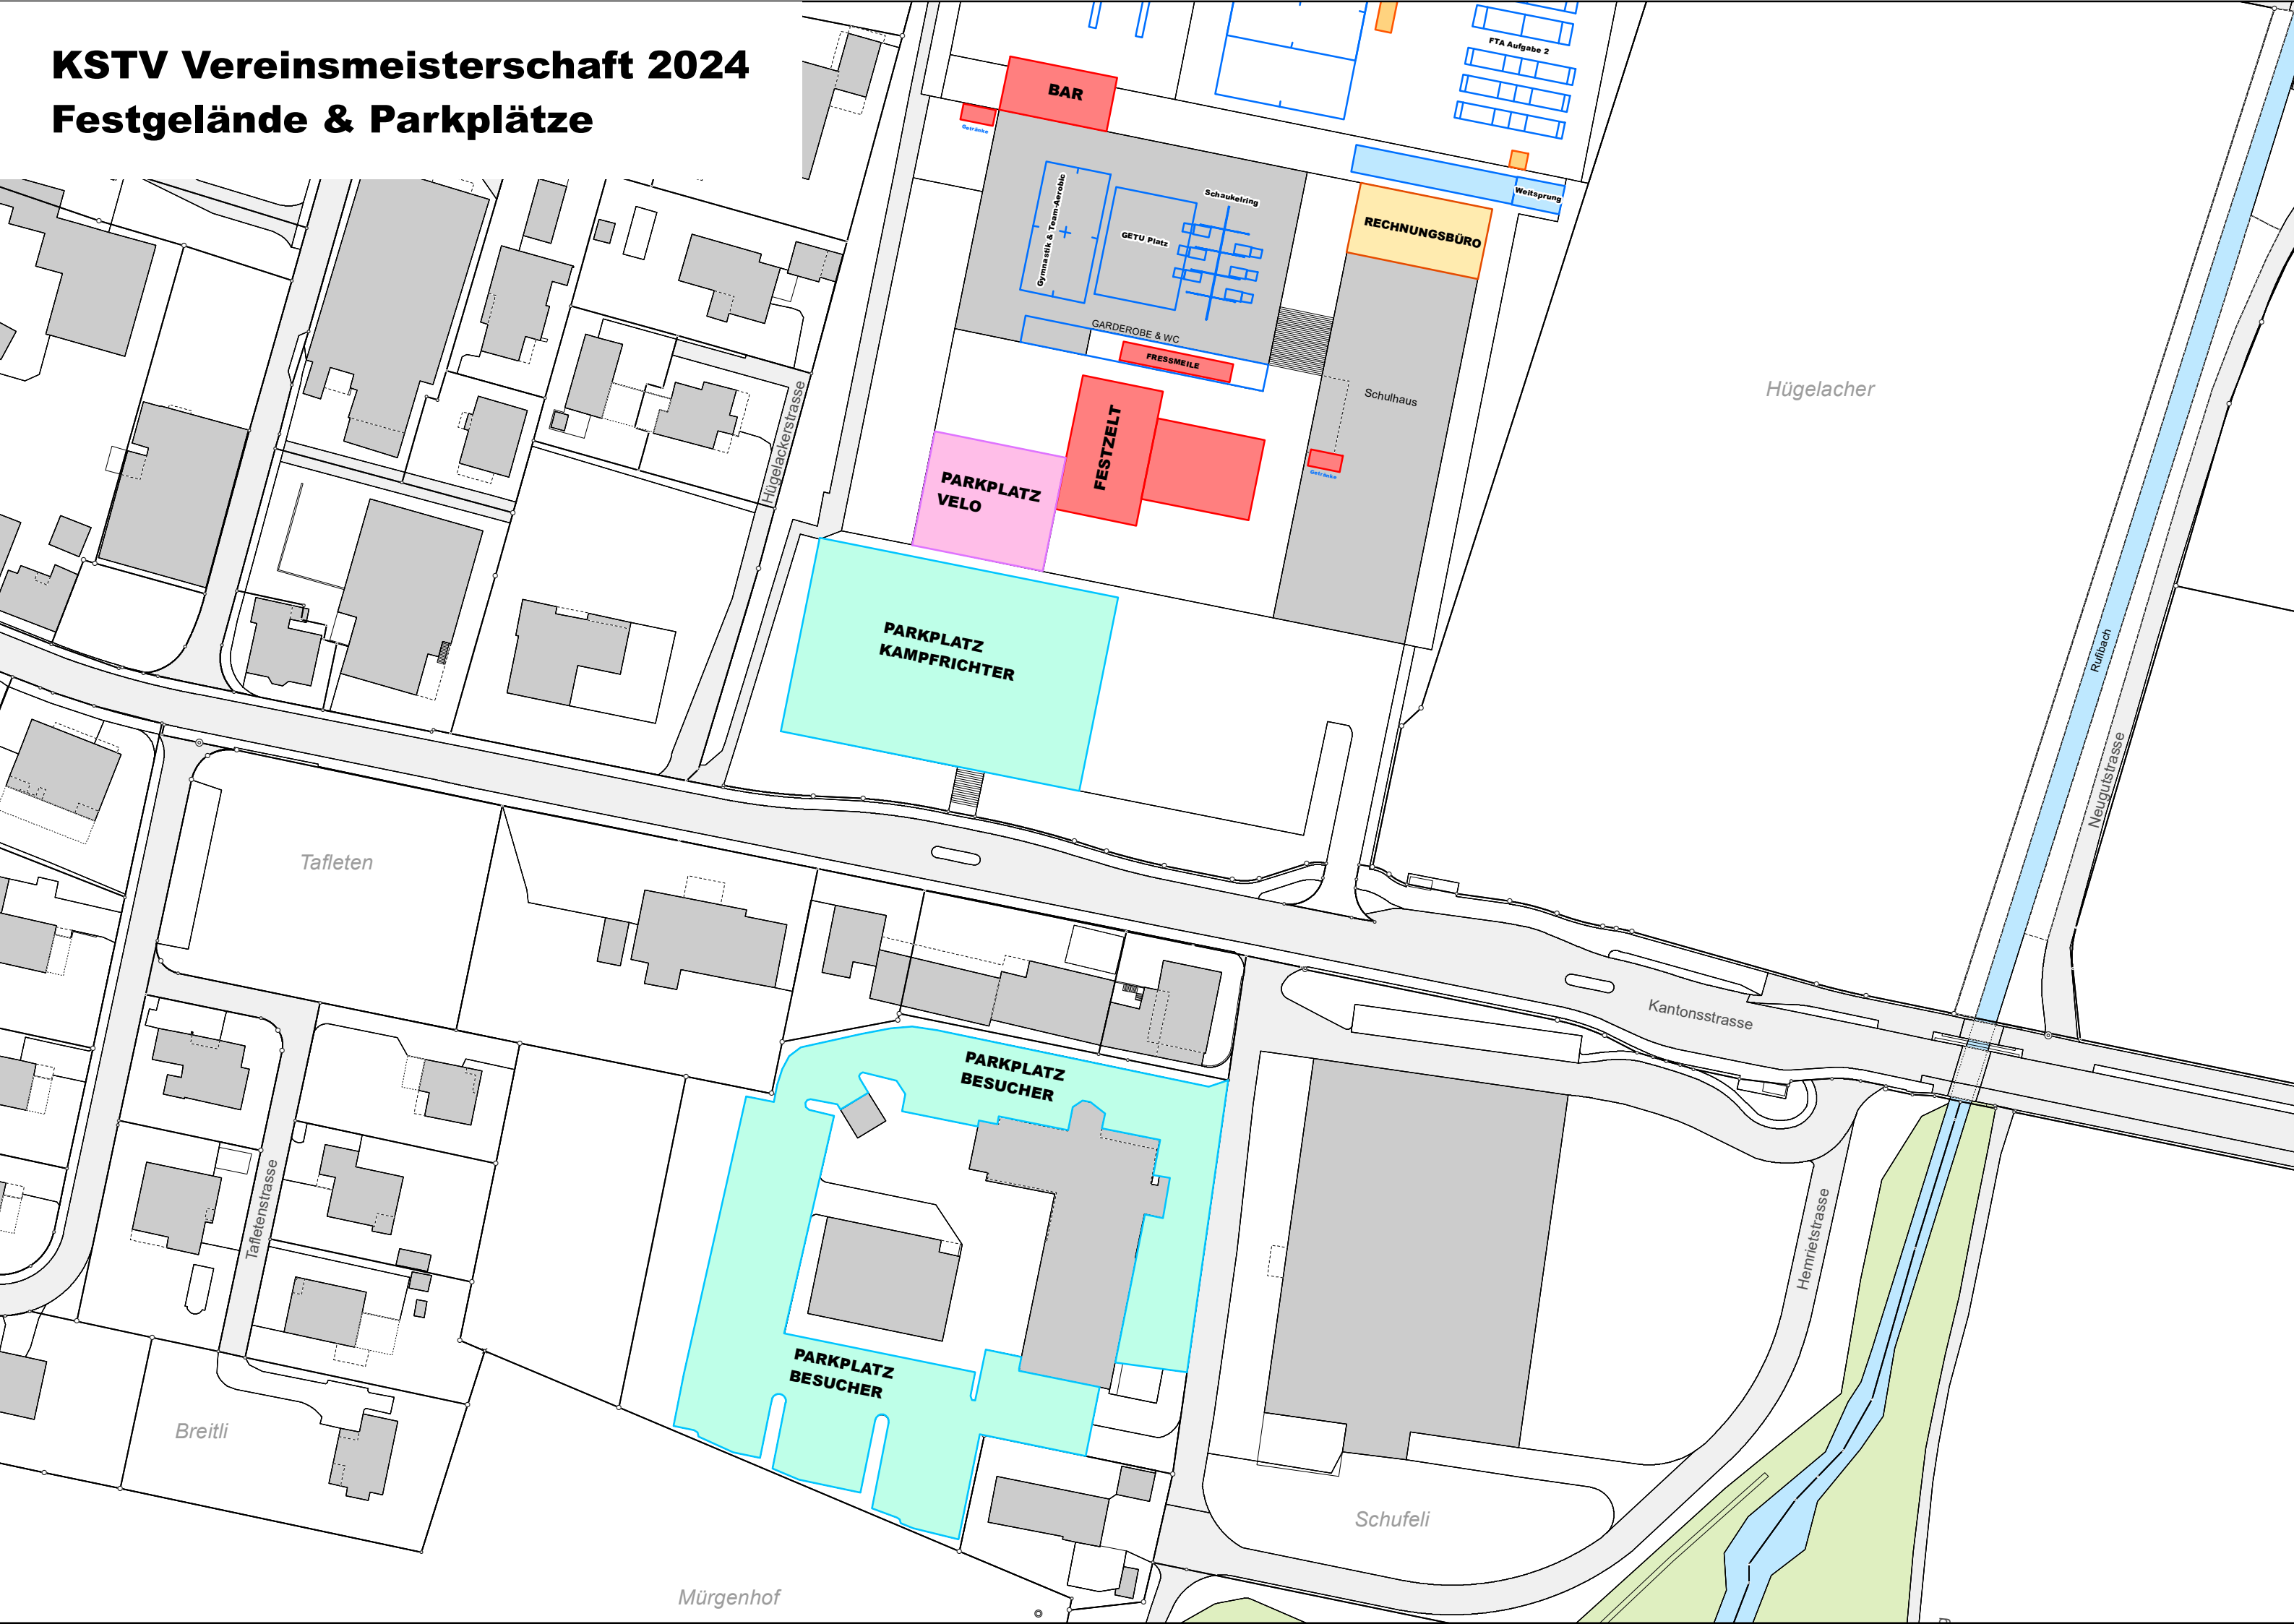 KSTV Vereinsmeisterschaft 2024
Festgelände & Parkplätze
FTA Aufgabe 2
BAR
Getränke
Weitsprung
Gymnastik & Team-Aerobic
GETU Platz
Schaukelring
RECHNUNGSBÜRO
GARDEROBE & WC
FRESSMEILE
Schulhaus
Hügelacher
Hügelackerstrasse
FESTZELT
PARKPLATZ
VELO
Getränke
PARKPLATZ
KAMPFRICHTER
Rufibach
Neugutstrasse
Tafleten
Kantonsstrasse
PARKPLATZ
BESUCHER
Tafletenstrasse
Hemrietstrasse
PARKPLATZ
BESUCHER
Breitli
Schufeli
Mürgenhof